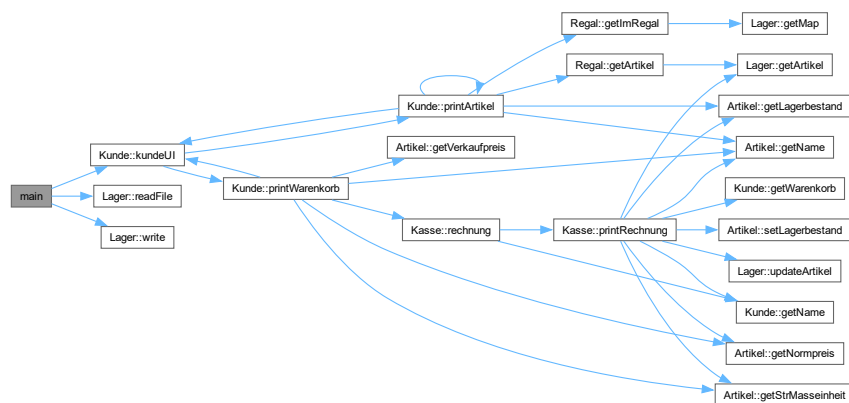 Regal::getImRegal
Lager::getMap
Regal::getArtikel
Lager::getArtikel
Kunde::printArtikel
Artikel::getLagerbestand
Kunde::kundeUI
Artikel::getVerkaufpreis
Artikel::getName
main
Lager::readFile
Kunde::printWarenkorb
Kunde::getWarenkorb
Lager::write
Kasse::rechnung
Kasse::printRechnung
Artikel::setLagerbestand
Lager::updateArtikel
Kunde::getName
Artikel::getNormpreis
Artikel::getStrMasseinheit